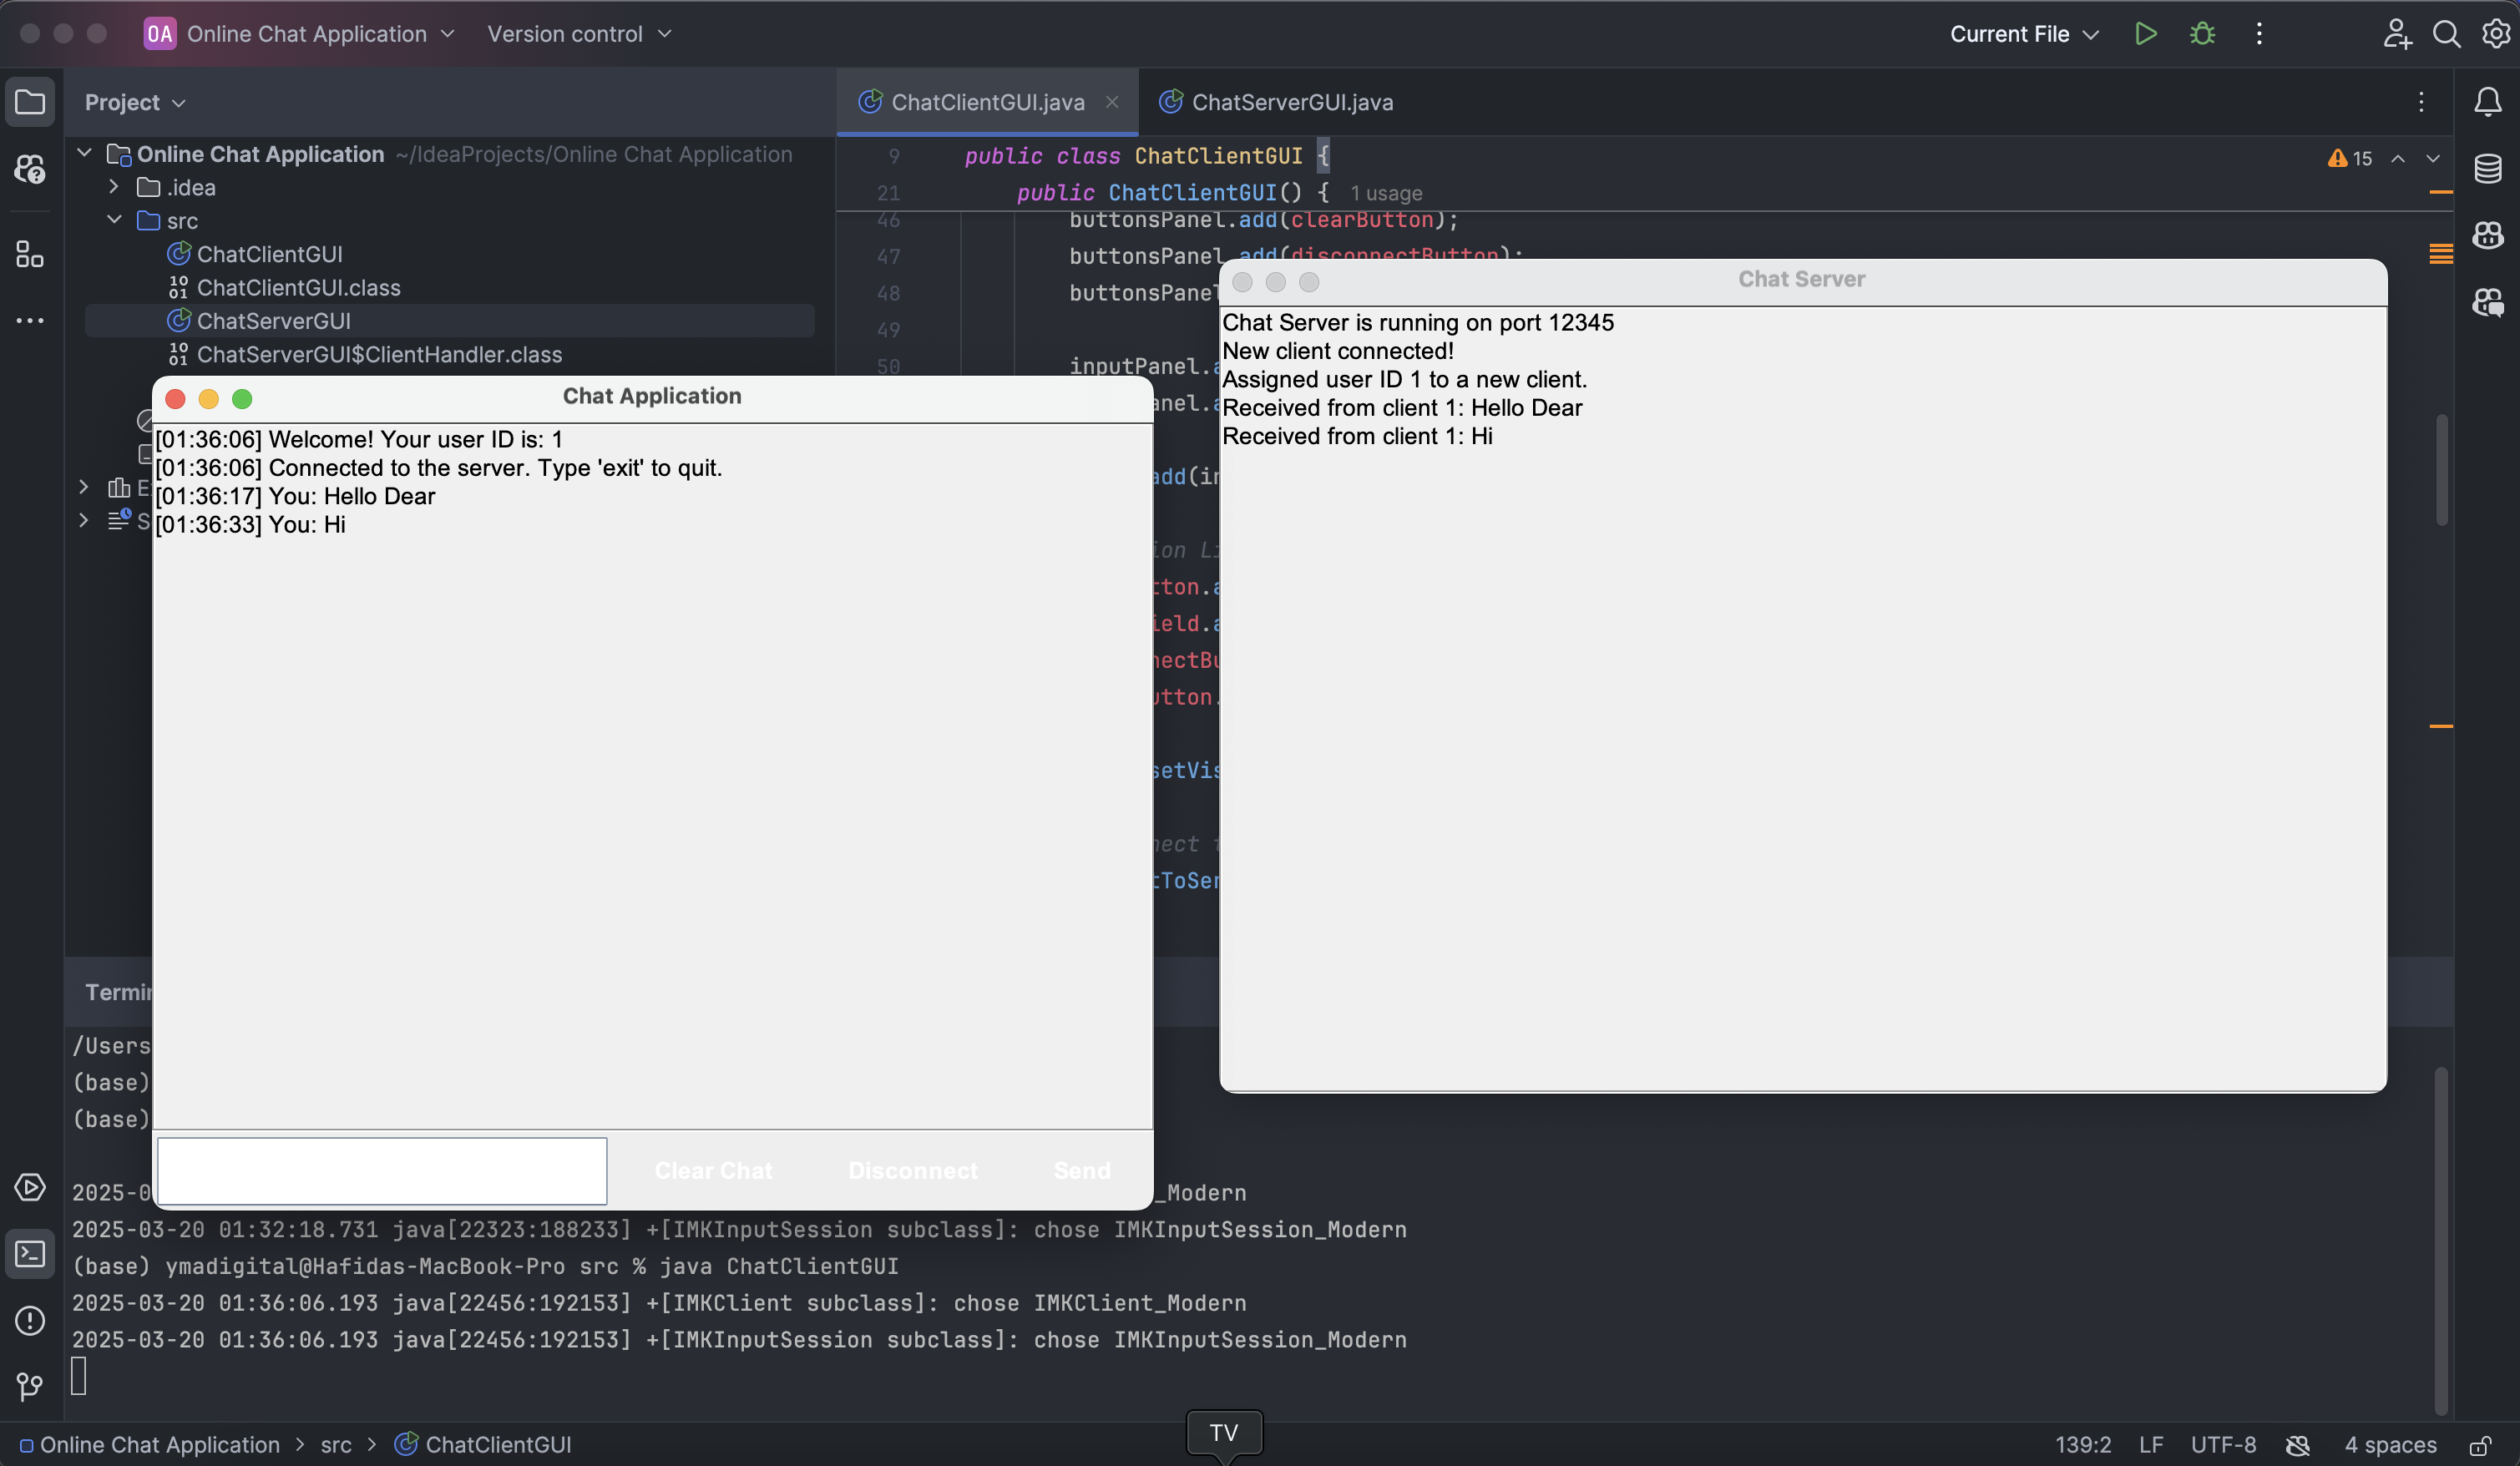 OA Online Chat Application Version control Current File
Project
ChatClientGUI.java ChatServerGUI.java
Online Chat Application ~/IdeaProjects/Online Chat Application
.idea
src
ChatClientGUI
ChatClientGUI.class
ChatServerGUI
ChatServerGUI$ClientHandler.class
9 public class ChatClientGUI {
15
21 public ChatClientGUI() { 1 usage
46 buttonsPanel.add(clearButton);
47 buttonsPanel.add(disconnectButton);
48 buttonsPanel
49
50 inputPanel.
Chat Application
[01:36:06] Welcome! Your user ID is: 1
[01:36:06] Connected to the server. Type 'exit' to quit.
[01:36:17] You: Hello Dear
[01:36:33] You: Hi
Clear Chat Disconnect Send
Chat Server
Chat Server is running on port 12345
New client connected!
Assigned user ID 1 to a new client.
Received from client 1: Hello Dear
Received from client 1: Hi
/Users
(base)
(base)
2025-0 _Modern
2025-03-20 01:32:18.731 java[22323:188233] +[IMKInputSession subclass]: chose IMKInputSession_Modern
(base) ymadigital@Hafidas-MacBook-Pro src % java ChatClientGUI
2025-03-20 01:36:06.193 java[22456:192153] +[IMKClient subclass]: chose IMKClient_Modern
2025-03-20 01:36:06.193 java[22456:192153] +[IMKInputSession subclass]: chose IMKInputSession_Modern
TV
Online Chat Application > src > ChatClientGUI
139:2 LF UTF-8 4 spaces